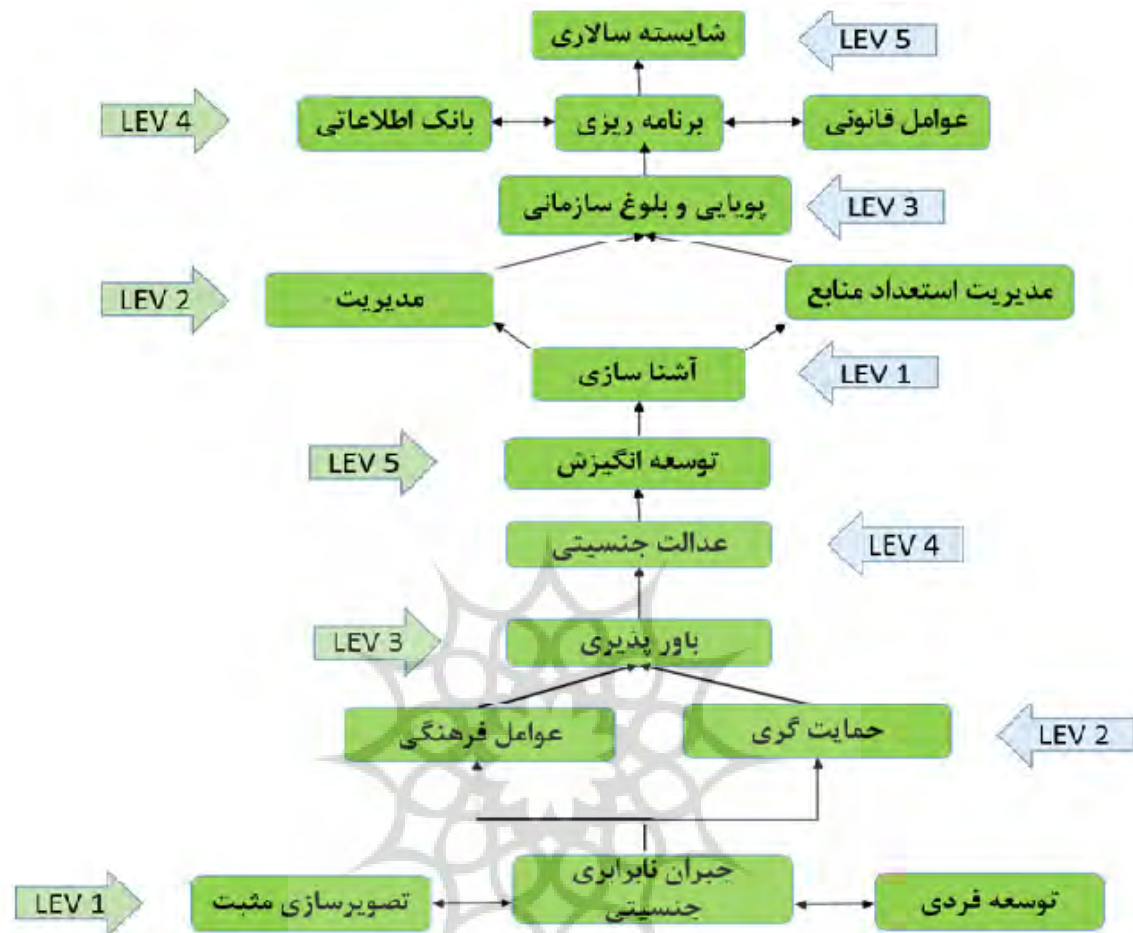 شایسته سالاری
LEV 5
عوامل قانونی
برنامه ریزی
بانک اطلاعاتی
LEV 4
پویایی و بلوغ سازمانی
LEV 3
مدیریت استعداد منابع
مدیریت
LEV 2
آشنا سازی
LEV 1
توسعه انگیزش
LEV 5
عدالت جنسیتی
LEV 4
باور پذیری
LEV 3
حمایت گری
عوامل فرهنگی
LEV 2
توسعه فردی
جبران نابرابری
جنسیتی
تصویرسازی مثبت
LEV 1